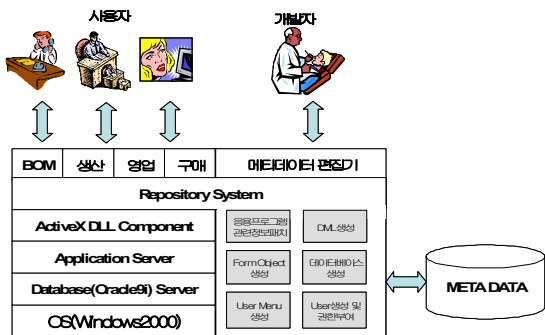 사용자
개발자
BOM 생산 영업 구매 메티데이터 편집기
Repository System
ActiveX DLL Component
Application Server
Database(Oracle9i) Server
OS(Windows2000)
응용프로그램
관련정보패치
DML생성
Form Object
생성
데이터베이스
생성
User Menu
생성
User생성 및
권한부여
META DATA